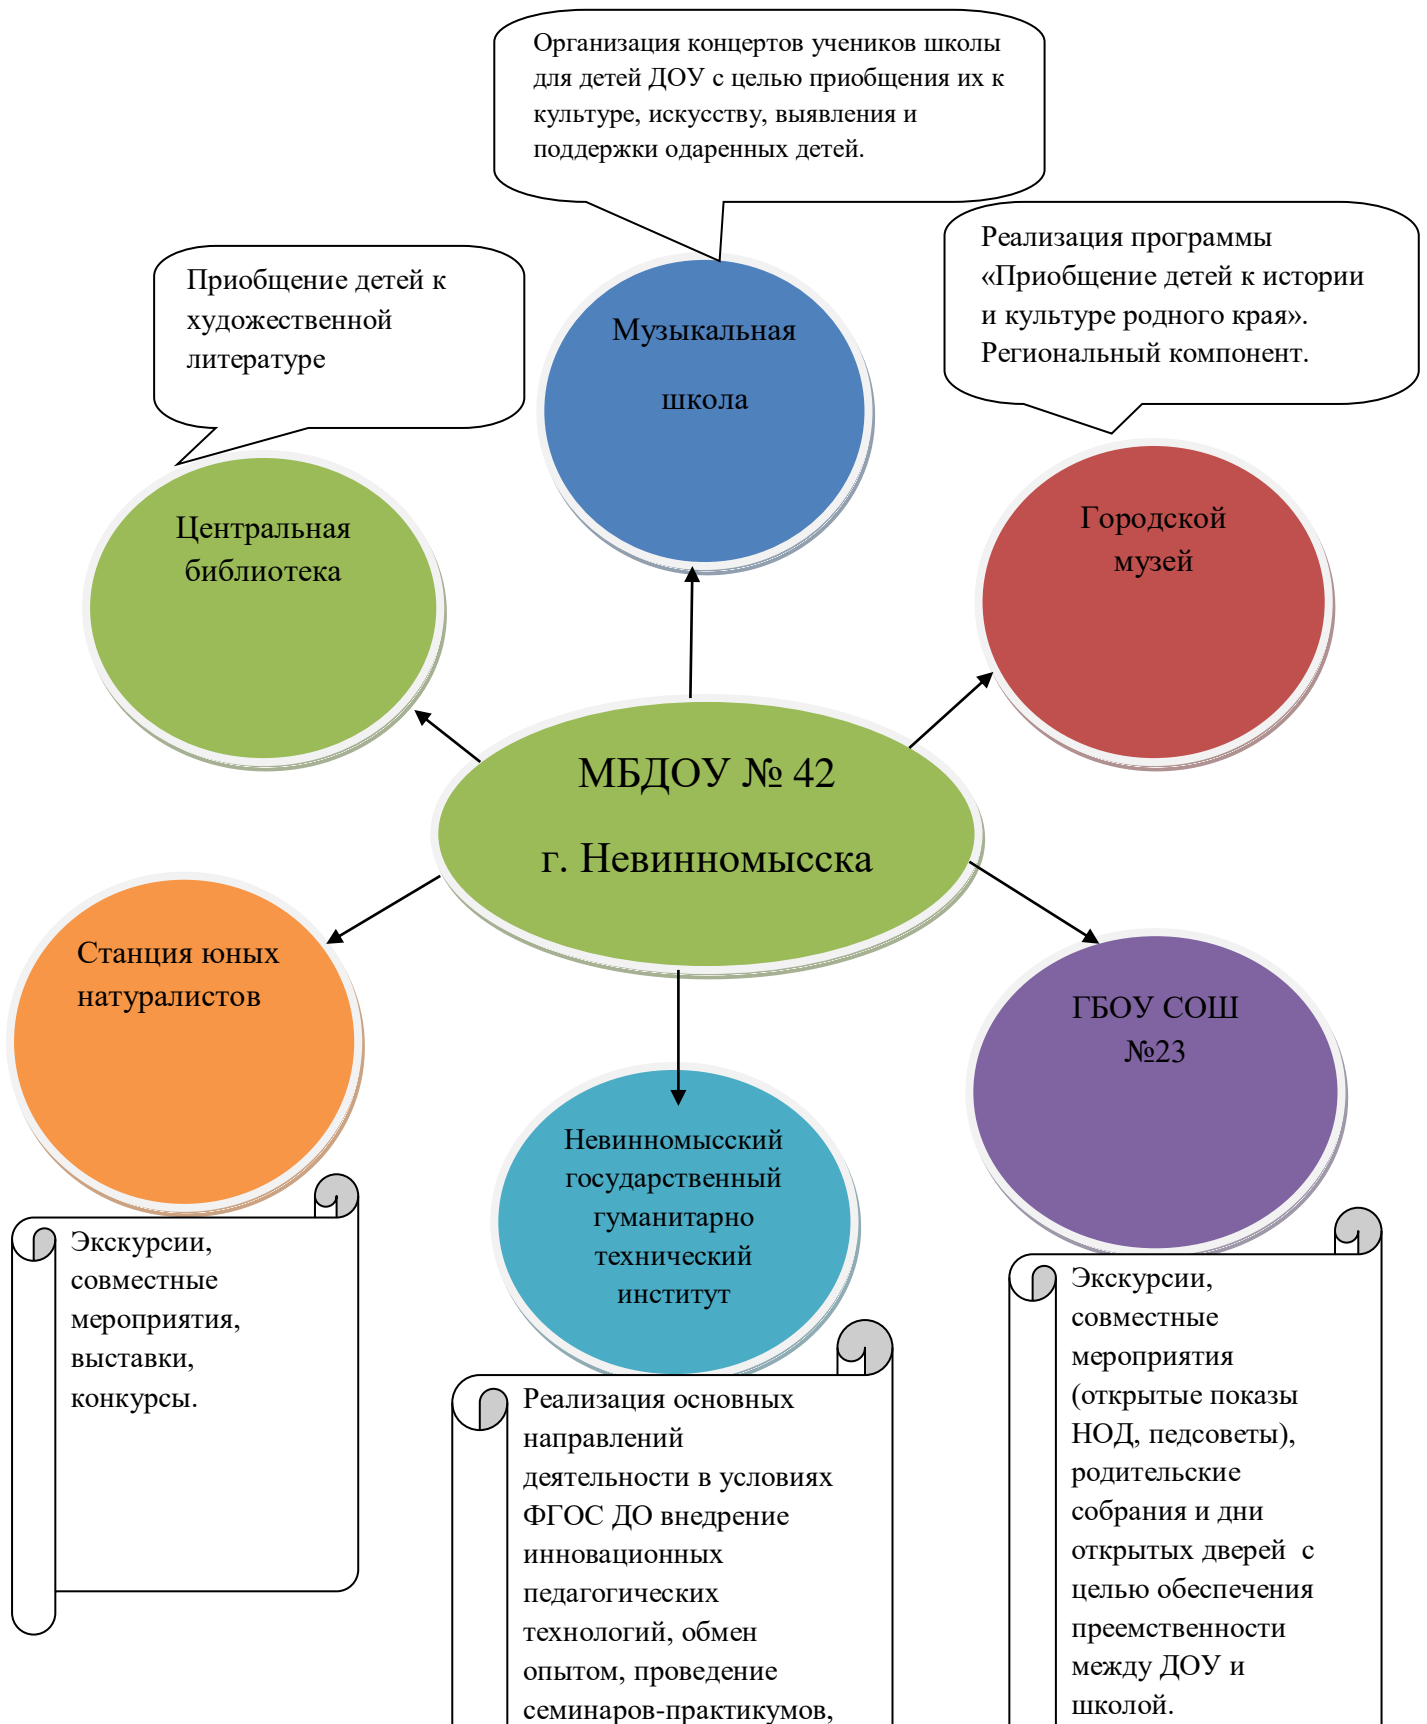 Организация концертов учеников школы
для детей ДОУ с целью приобщения их к
культуре, искусству, выявления и
поддержки одаренных детей.
Приобщение детей к
художественной
литературе
Реализация программы
«Приобщение детей к истории
и культуре родного края».
Региональный компонент.
Музыкальная
школа
Центральная
библиотека
Городской
музей
МБДОУ № 42
г. Невинномысска
Станция юных
натуралистов
ГБОУ СОШ
№23
Невинномысский
государственный
гуманитарно
технический
институт
Экскурсии,
совместные
мероприятия,
выставки,
конкурсы.
Реализация основных
направлений
деятельности в условиях
ФГОС ДО внедрение
инновационных
педагогических
технологий, обмен
опытом, проведение
семинаров-практикумов,
Экскурсии,
совместные
мероприятия
(открытые показы
НОД, педсоветы),
родительские
собрания и дни
открытых дверей  с
целью обеспечения
преемственности
между ДОУ и
школой.